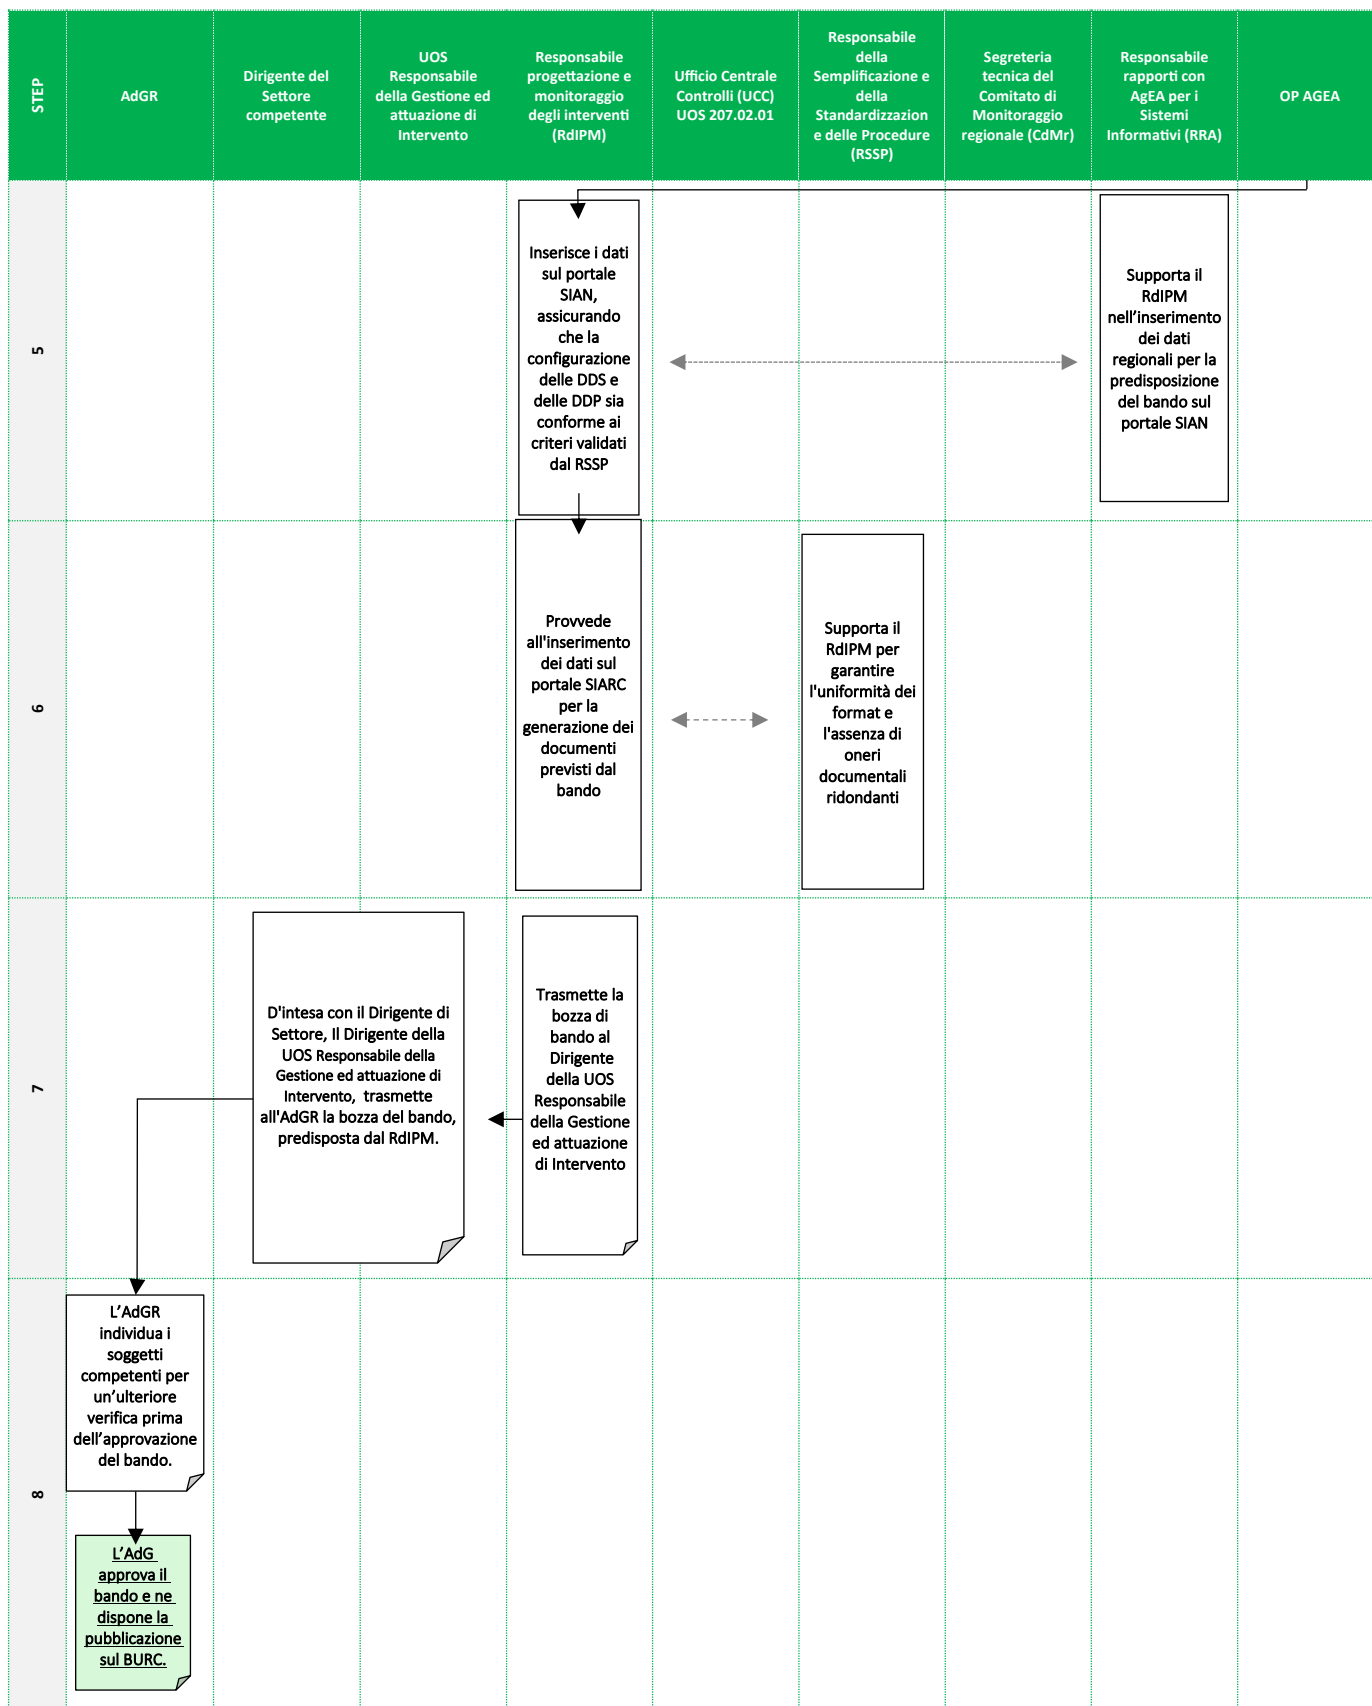 STEP
AdGR
Dirigente del
Settore
competente
UOS
Responsabile
della Gestione ed
attuazione di
Intervento
Responsabile
progettazione e
monitoraggio
degli interventi
(RdIPM)
Ufficio Centrale
Controlli (UCC)
UOS 207.02.01
Responsabile
della
Semplificazione e
della
Standardizzazion
e delle Procedure
(RSSP)
Segreteria
tecnica del
Comitato di
Monitoraggio
regionale (CdMr)
Responsabile
rapporti con
AgEA per i
Sistemi
Informativi (RRA)
OP AGEA
5
Inserisce i dati
sul portale
SIAN,
assicurando
che la
configurazione
delle DDS e
delle DDP sia
conforme ai
criteri validati
dal RSSP
Supporta il
RdIPM
nell’inserimento
dei dati
regionali per la
predisposizione
del bando sul
portale SIAN
6
Provvede
all'inserimento
dei dati sul
portale SIARC
per la
generazione dei
documenti
previsti dal
bando
Supporta il
RdIPM per
garantire
l'uniformità dei
format e
l'assenza di
oneri
documentali
ridondanti
7
D'intesa con il Dirigente di
Settore, Il Dirigente della
UOS Responsabile della
Gestione ed attuazione di
Intervento, trasmette
all'AdGR la bozza del bando,
predisposta dal RdIPM.
Trasmette la
bozza di
bando al
Dirigente
della UOS
Responsabile
della Gestione
ed attuazione
di Intervento
8
L’AdGR
individua i
soggetti
competenti per
un’ulteriore
verifica prima
dell’approvazione
del bando.
L’AdG
approva il
bando e ne
dispone la
pubblicazione
sul BURC.